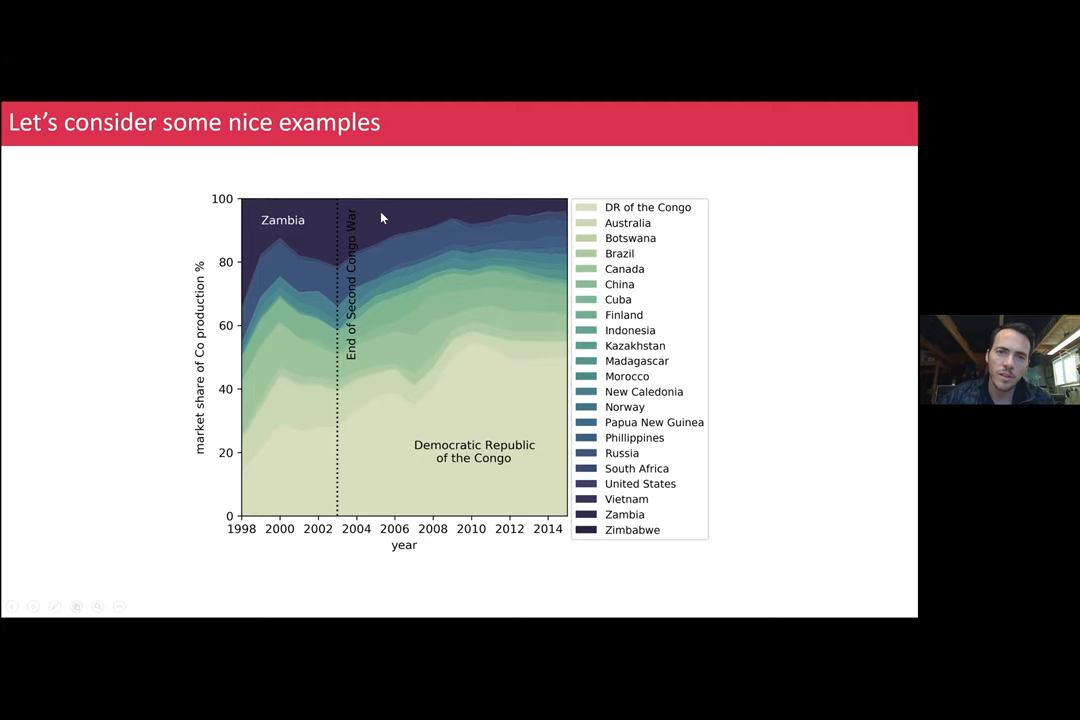 Let's consider some nice examples
100
80
60
40
20
0
market share of Co production %
Zambia
End of Second Congo War
Democratic Republic
of the Congo
1998 2000 2002 2004 2006 2008 2010 2012 2014
year
DR of the Congo
Australia
Botswana
Brazil
Canada
China
Cuba
Finland
Indonesia
Kazakhstan
Madagascar
Morocco
New Caledonia
Norway
Papua New Guinea
Phillippines
Russia
South Africa
United States
Vietnam
Zambia
Zimbabwe